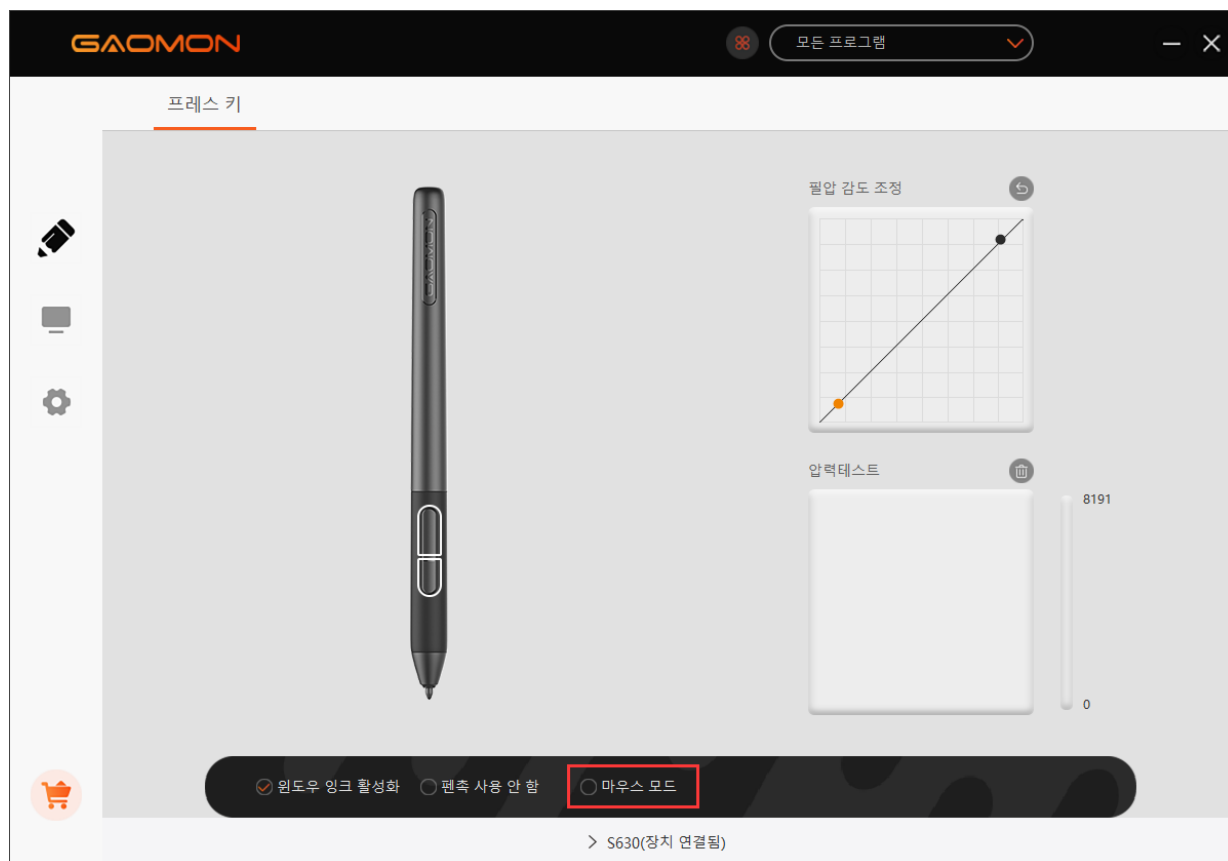 GAOMON
모든 프로그램
프레스 키
GAOMON
필압 감도 조정
압력테스트
8191
0
윈도우 잉크 활성화
펜촉 사용 안 함
마우스 모드
S630(장치 연결됨)